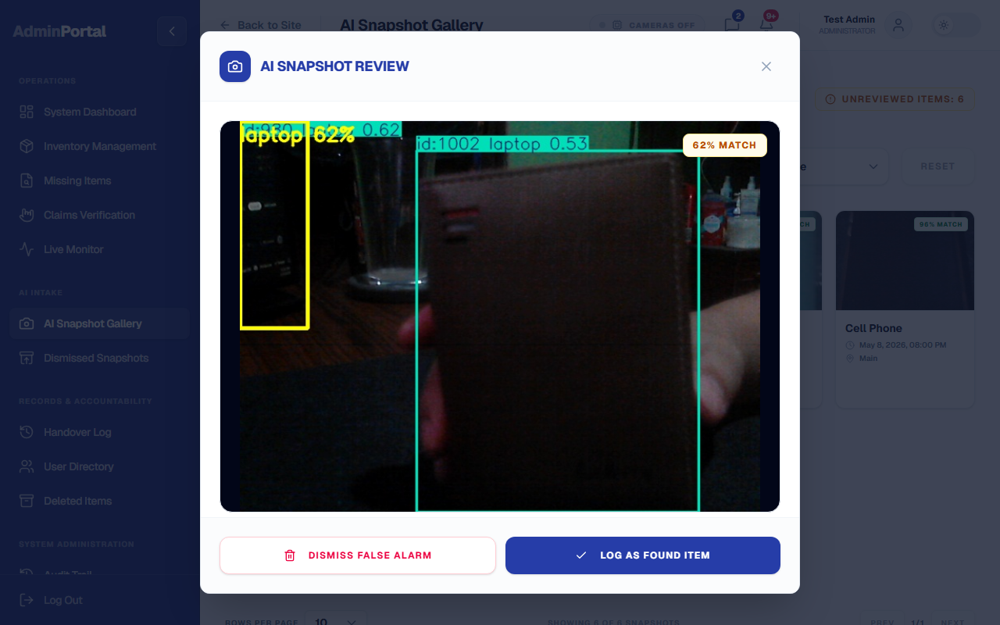 AdminPortal
OPERATIONS
System Dashboard
Inventory Management
Missing Items
Claims Verification
Live Monitor
AI INTAKE
AI Snapshot Gallery
Dismissed Snapshots
RECORDS & ACCOUNTABILITY
Handover Log
User Directory
Deleted Items
SYSTEM ADMINISTRATION
Audit Trail
Log Out
Back to Site
AI Snapshot Gallery
CAMERAS OFF
2
9+
Test Admin
ADMINISTRATOR
UNREVIEWED ITEMS: 6
RESET
96% MATCH
Cell Phone
May 8, 2026, 08:00 PM
Main
AI SNAPSHOT REVIEW
id:930 laptop 0.62
laptop 62%
id:1002 laptop 0.53
62% MATCH
DISMISS FALSE ALARM
LOG AS FOUND ITEM
ROWS PER PAGE
10
SHOWING 6 OF 6 SNAPSHOTS
PREV
1/1
NEXT